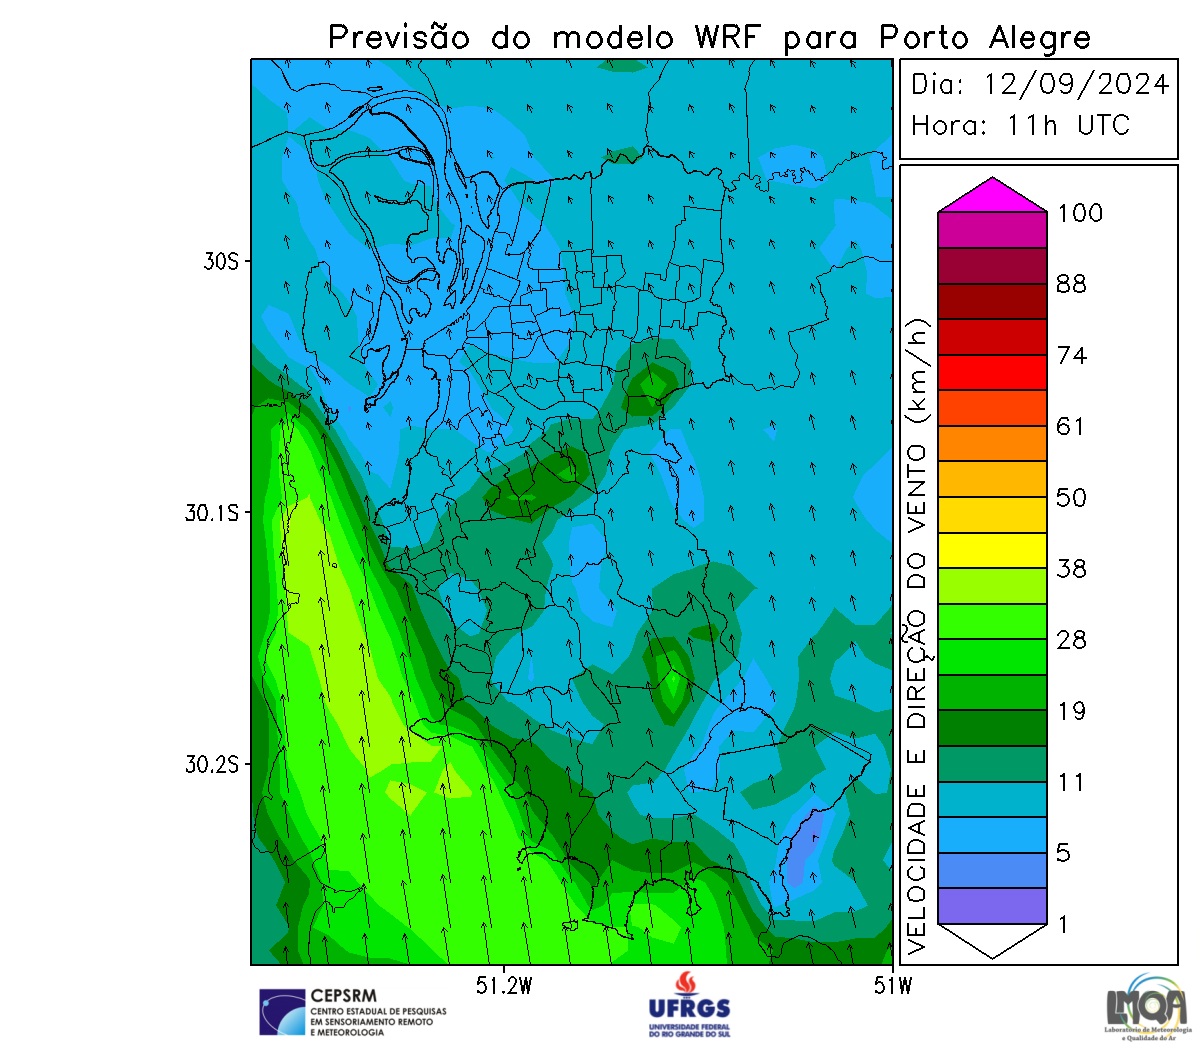 Previsão do modelo WRF para Porto Alegre
Dia: 12/09/2024
Hora: 11h UTC
30S
30.1S
30.2S
51.2W
51W
VELOCIDADE E DIREÇÃO DO VENTO (km/h)
100
88
74
61
50
38
28
19
11
5
1
CEPSRM
CENTRO ESTADUAL DE PESQUISAS
EM SENSORIAMENTO REMOTO
E METEOROLOGIA
UFRGS
UNIVERSIDADE FEDERAL
DO RIO GRANDE DO SUL
LMQA
Laboratório de Meteorologia
e Qualidade do Ar